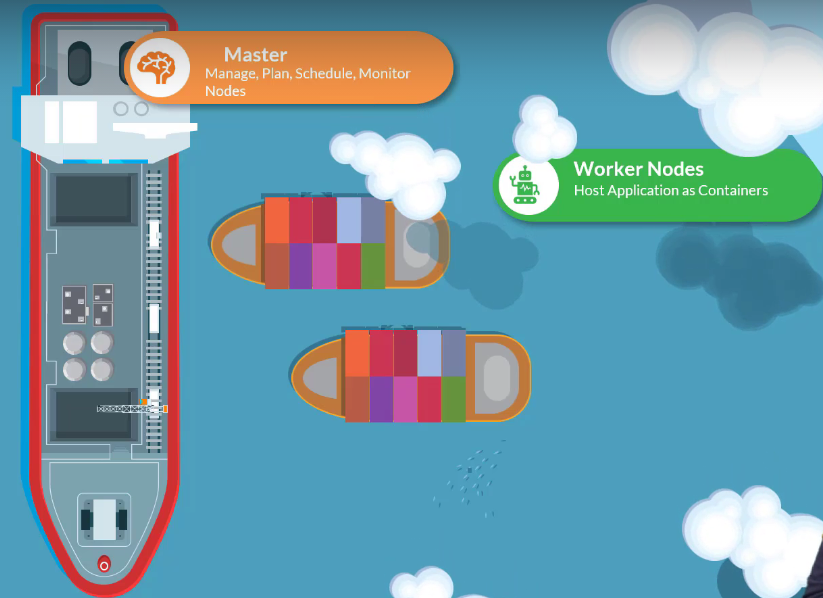 Master
Manage, Plan, Schedule, Monitor
Nodes
Worker Nodes
Host Application as Containers